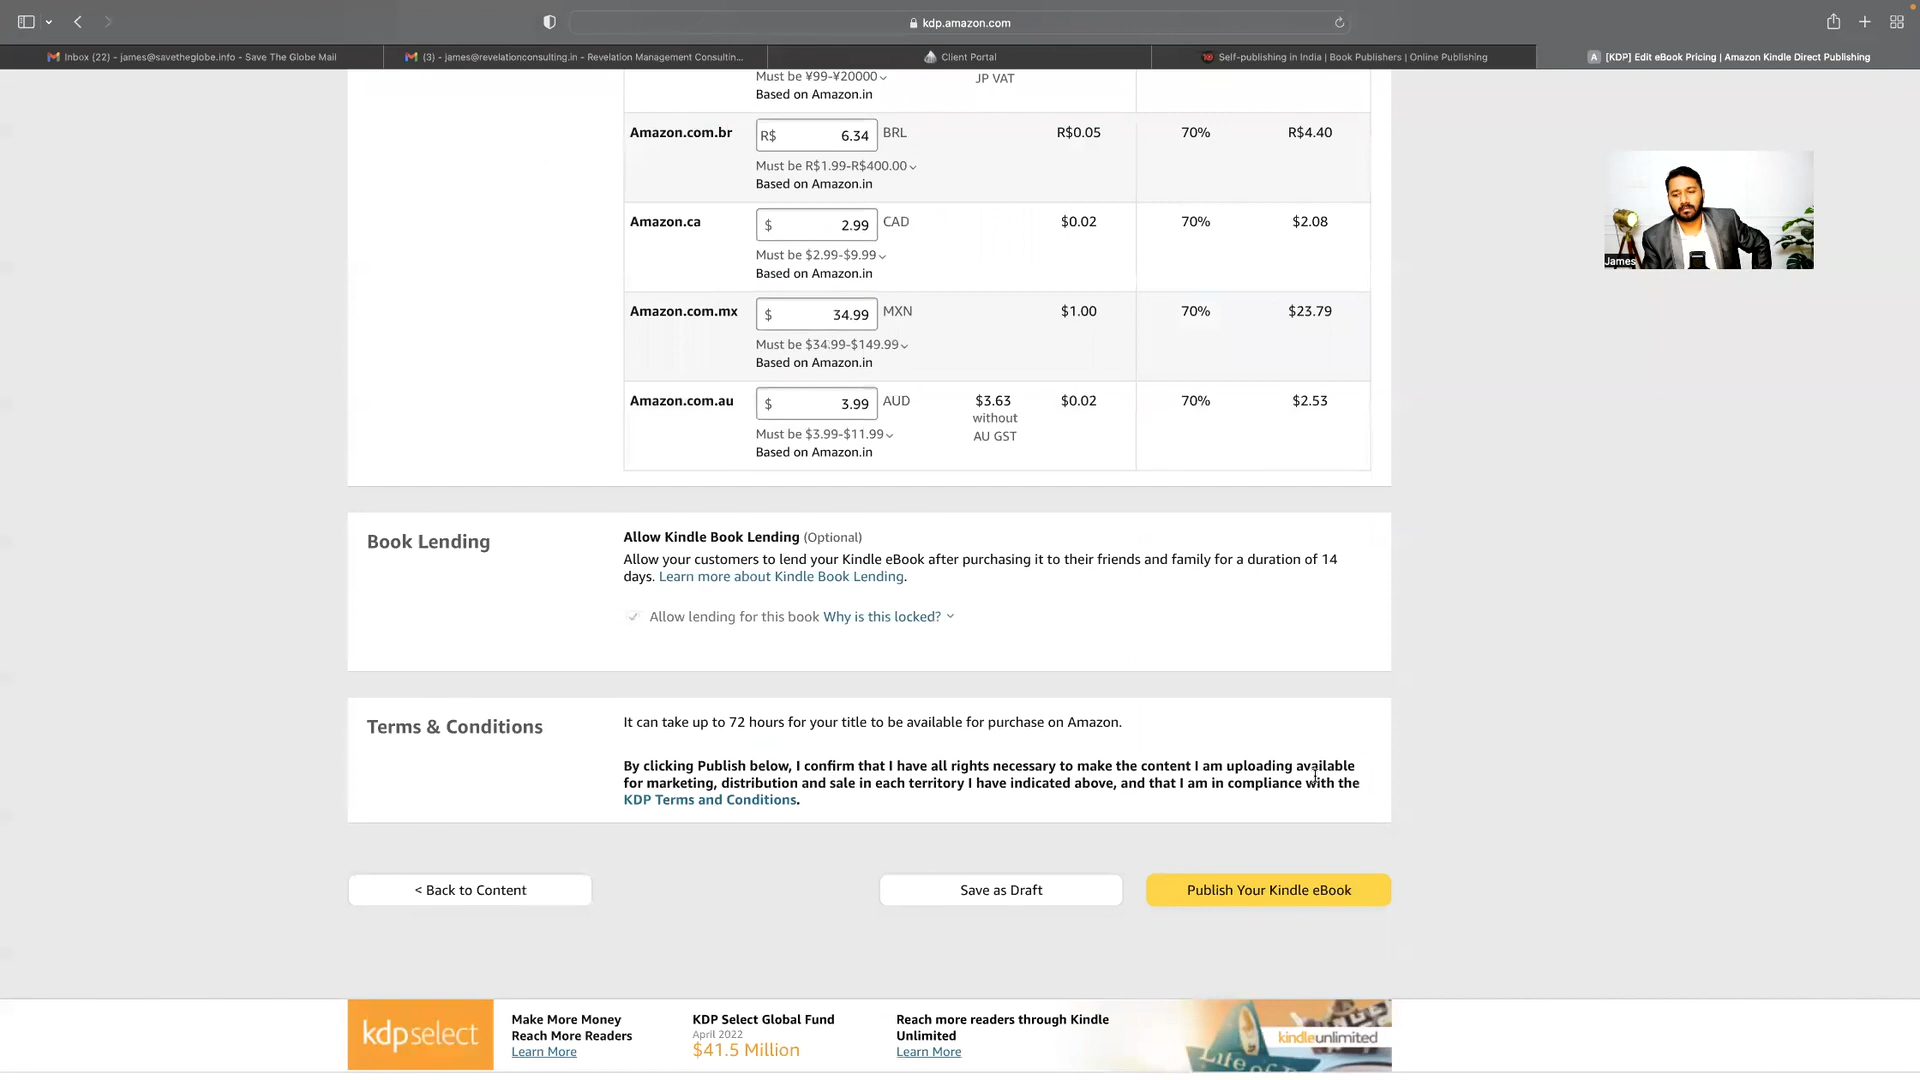 kdp.amazon.com
Inbox (22) - james@savetheglobe.info - Save The Globe Mail
(3) - james@revelationconsulting.in - Revelation Management Consultin...
Client Portal
Self-publishing in India | Book Publishers | Online Publishing
A [KDP] Edit eBook Pricing | Amazon Kindle Direct Publishing
Must be ¥99-¥20000
JP VAT
Based on Amazon.in
Amazon.com.br R$ 6.34 BRL R$0.05 70% R$4.40
Must be R$1.99-R$400.00
Based on Amazon.in
Amazon.ca $ 2.99 CAD $0.02 70% $2.08
Must be $2.99-$9.99
Based on Amazon.in
Amazon.com.mx $ 34.99 MXN $1.00 70% $23.79
Must be $34.99-$149.99
Based on Amazon.in
Amazon.com.au $ 3.99 AUD $3.63 $0.02 70% $2.53
without
Must be $3.99-$11.99
AU GST
Based on Amazon.in
James
Book Lending
Allow Kindle Book Lending (Optional)
Allow your customers to lend your Kindle eBook after purchasing it to their friends and family for a duration of 14
days. Learn more about Kindle Book Lending.
Allow lending for this book Why is this locked?
Terms & Conditions
It can take up to 72 hours for your title to be available for purchase on Amazon.
By clicking Publish below, I confirm that I have all rights necessary to make the content I am uploading available
for marketing, distribution and sale in each territory I have indicated above, and that I am in compliance with the
KDP Terms and Conditions.
< Back to Content
Save as Draft
Publish Your Kindle eBook
kdpselect
Make More Money
Reach More Readers
Learn More
KDP Select Global Fund
April 2022
$41.5 Million
Reach more readers through Kindle
Unlimited
Learn More
Life of
kindleunlimited